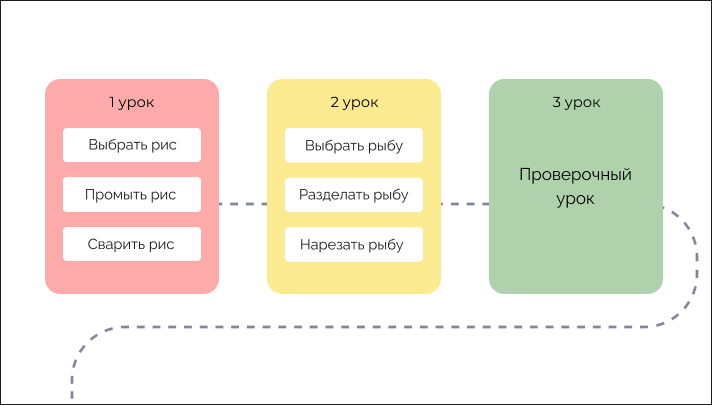 1 урок
Выбрать рис
Промыть рис
Сварить рис
2 урок
Выбрать рыбу
Разделать рыбу
Нарезать рыбу
3 урок
Проверочный
урок